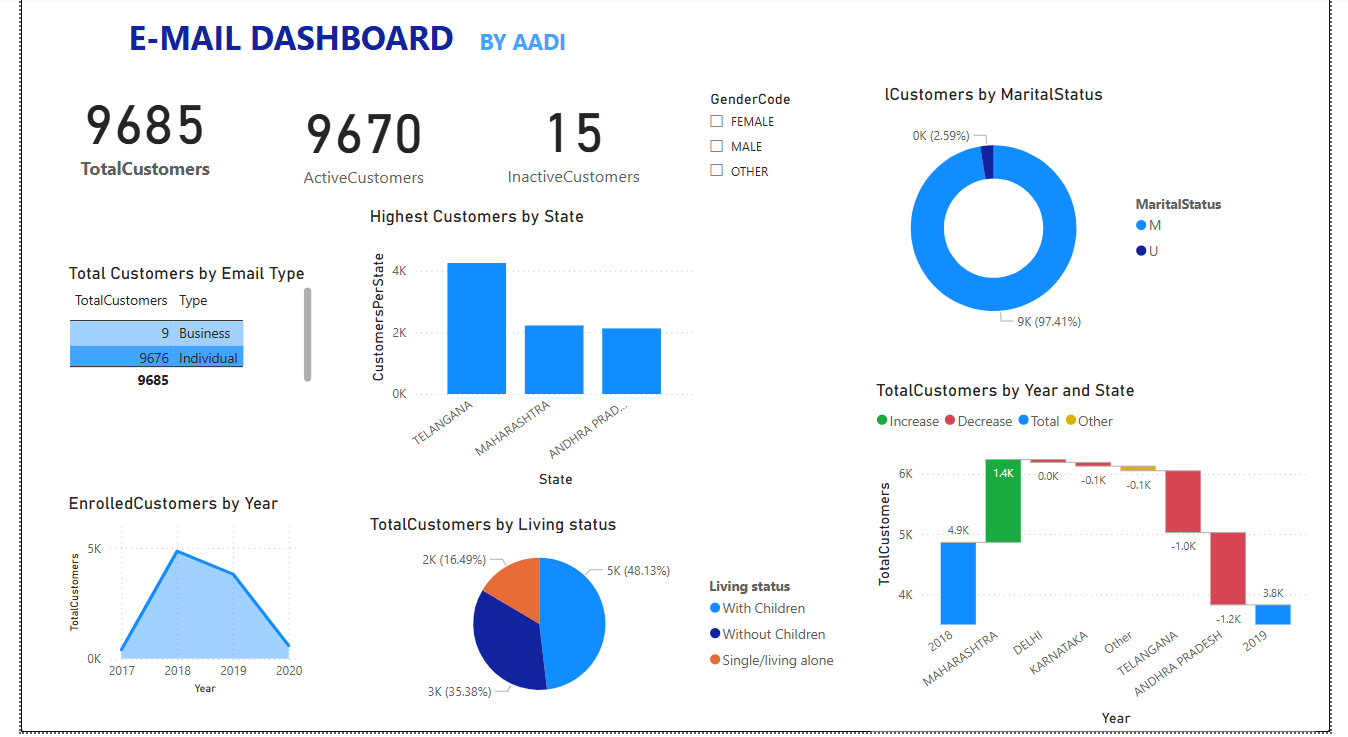 E-MAIL DASHBOARD BY AADI
9685
TotalCustomers
9670
ActiveCustomers
15
InactiveCustomers
GenderCode
FEMALE
MALE
OTHER
lCustomers by MaritalStatus
0K (2.59%)
9K (97.41%)
MaritalStatus
M
U
Total Customers by Email Type
TotalCustomers Type
9 Business
9676 Individual
9685
Highest Customers by State
CustomersPerState
4K
2K
0K
TELANGANA
MAHARASHTRA
ANDHRA PRAD...
State
TotalCustomers by Year and State
Increase Decrease Total Other
TotalCustomers
6K
5K
4K
4.9K
1.4K
0.0K
-0.1K
-0.1K
-1.0K
-1.2K
3.8K
2018
MAHARASHTRA
DELHI
KARNATAKA
Other
TELANGANA
ANDHRA PRADESH
2019
Year
EnrolledCustomers by Year
TotalCustomers
5K
0K
2017 2018 2019 2020
Year
TotalCustomers by Living status
2K (16.49%)
5K (48.13%)
3K (35.38%)
Living status
With Children
Without Children
Single/living alone